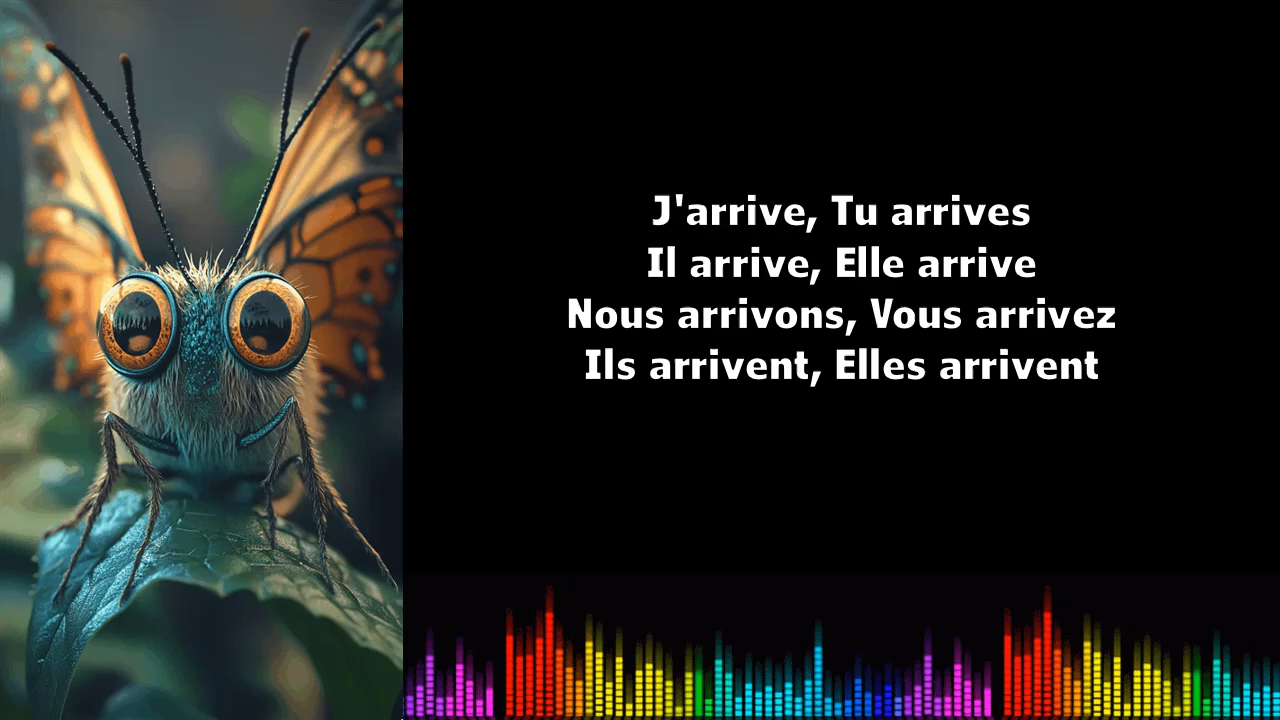 J'arrive, Tu arrives
Il arrive, Elle arrive
Nous arrivons, Vous arrivez
Ils arrivent, Elles arrivent